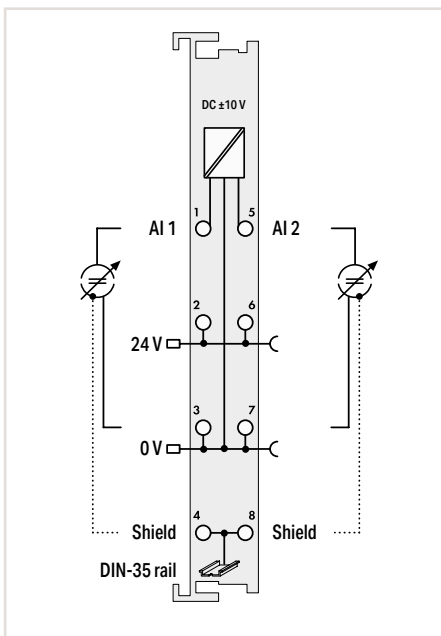 DC ±10 V
1
5
AI 1
AI 2
2
6
24 V
3
7
0 V
4
8
Shield
Shield
DIN-35 rail